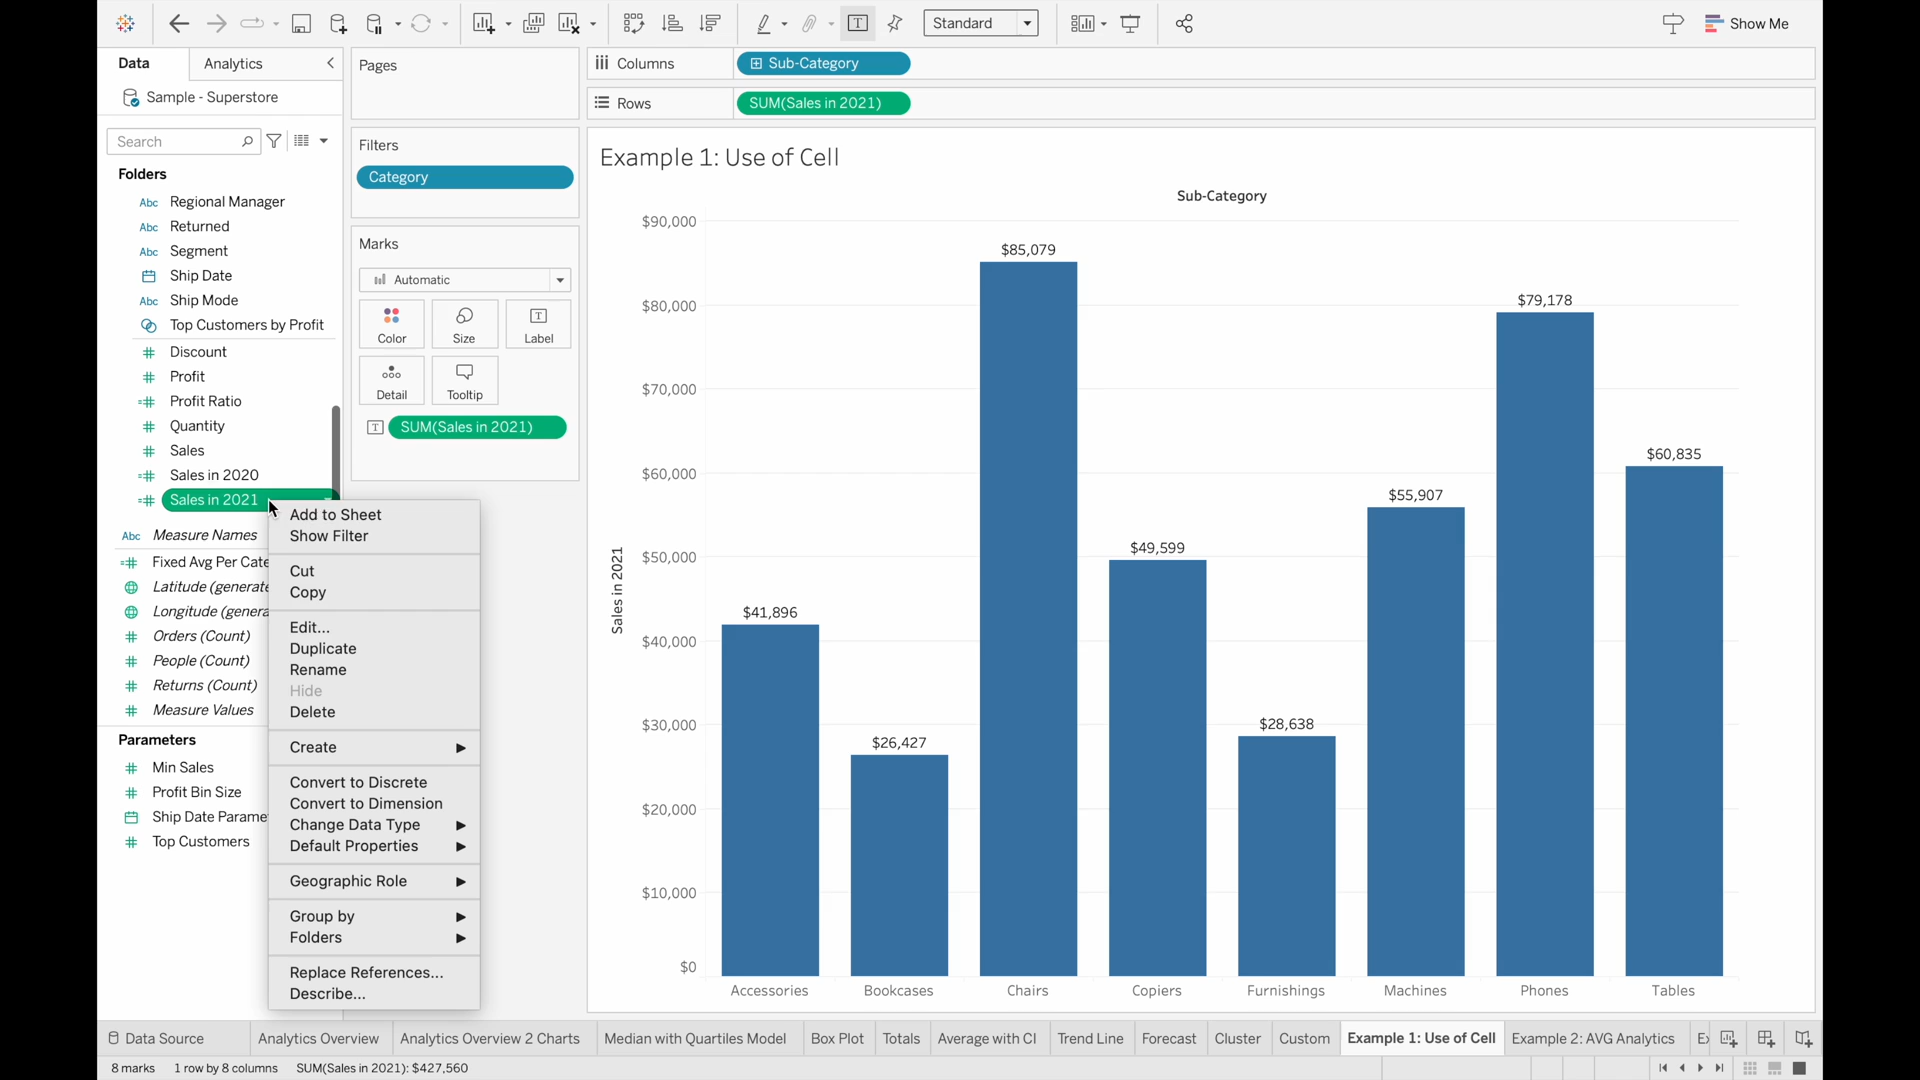 Standard
Show Me
Data
Analytics
Sample - Superstore
Search
Folders
Abc Regional Manager
Abc Returned
Abc Segment
Ship Date
Abc Ship Mode
Top Customers by Profit
# Discount
# Profit
=# Profit Ratio
# Quantity
# Sales
=# Sales in 2020
=# Sales in 2021
Abc Measure Names
=# Fixed Avg Per Cate
Latitude (generate
Longitude (genera
# Orders (Count)
# People (Count)
# Returns (Count)
# Measure Values
Parameters
# Min Sales
# Profit Bin Size
Ship Date Parame
# Top Customers
Add to Sheet
Show Filter
Cut
Copy
Edit...
Duplicate
Rename
Hide
Delete
Create
Convert to Discrete
Convert to Dimension
Change Data Type
Default Properties
Geographic Role
Group by
Folders
Replace References...
Describe...
Pages
Filters
Category
Marks
Automatic
Color
Size
T
Label
Detail
Tooltip
T SUM(Sales in 2021)
Columns
Sub-Category
Rows
SUM(Sales in 2021)
Example 1: Use of Cell
Sub-Category
Sales in 2021
$90,000
$80,000
$70,000
$60,000
$50,000
$40,000
$30,000
$20,000
$10,000
$0
$41,896
$26,427
$85,079
$49,599
$28,638
$55,907
$79,178
$60,835
Accessories
Bookcases
Chairs
Copiers
Furnishings
Machines
Phones
Tables
Data Source
Analytics Overview
Analytics Overview 2 Charts
Median with Quartiles Model
Box Plot
Totals
Average with CI
Trend Line
Forecast
Cluster
Custom
Example 1: Use of Cell
Example 2: AVG Analytics
Ex
8 marks
1 row by 8 columns
SUM(Sales in 2021): $427,560